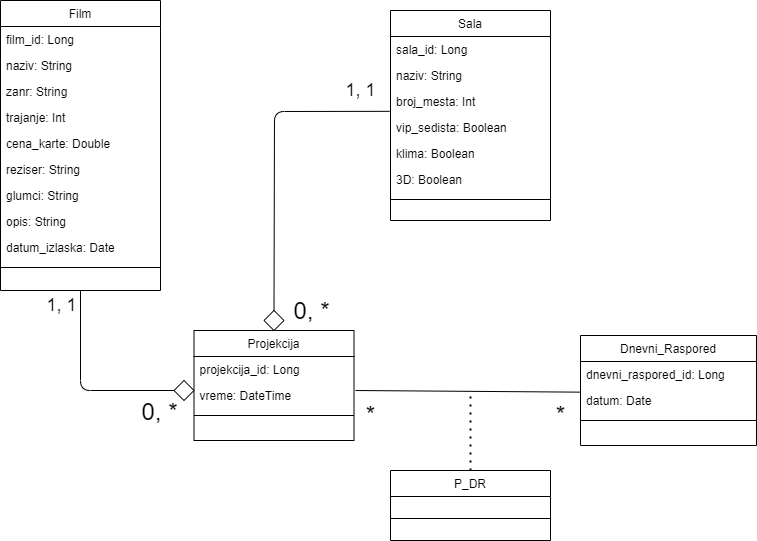 Film
film_id: Long
naziv: String
zanr: String
trajanje: Int
cena_karte: Double
reziser: String
glumci: String
opis: String
datum_izlaska: Date
1, 1
Sala
sala_id: Long
naziv: String
broj_mesta: Int
vip_sedista: Boolean
klima: Boolean
3D: Boolean
1, 1
0, *
0, *
Projekcija
projekcija_id: Long
vreme: DateTime
*
*
Dnevni_Raspored
dnevni_raspored_id: Long
datum: Date
P_DR